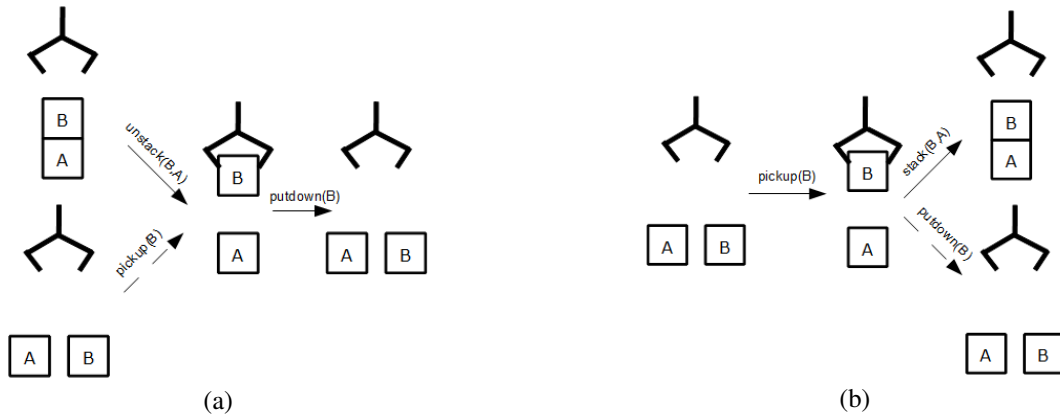 B
A
unstack(B,A)
pickup(B)
A B
B
A
putdown(B)
A B
(a)
A B
pickup(B)
B
A
stack(B,A)
putdown(B)
B
A
A B
(b)